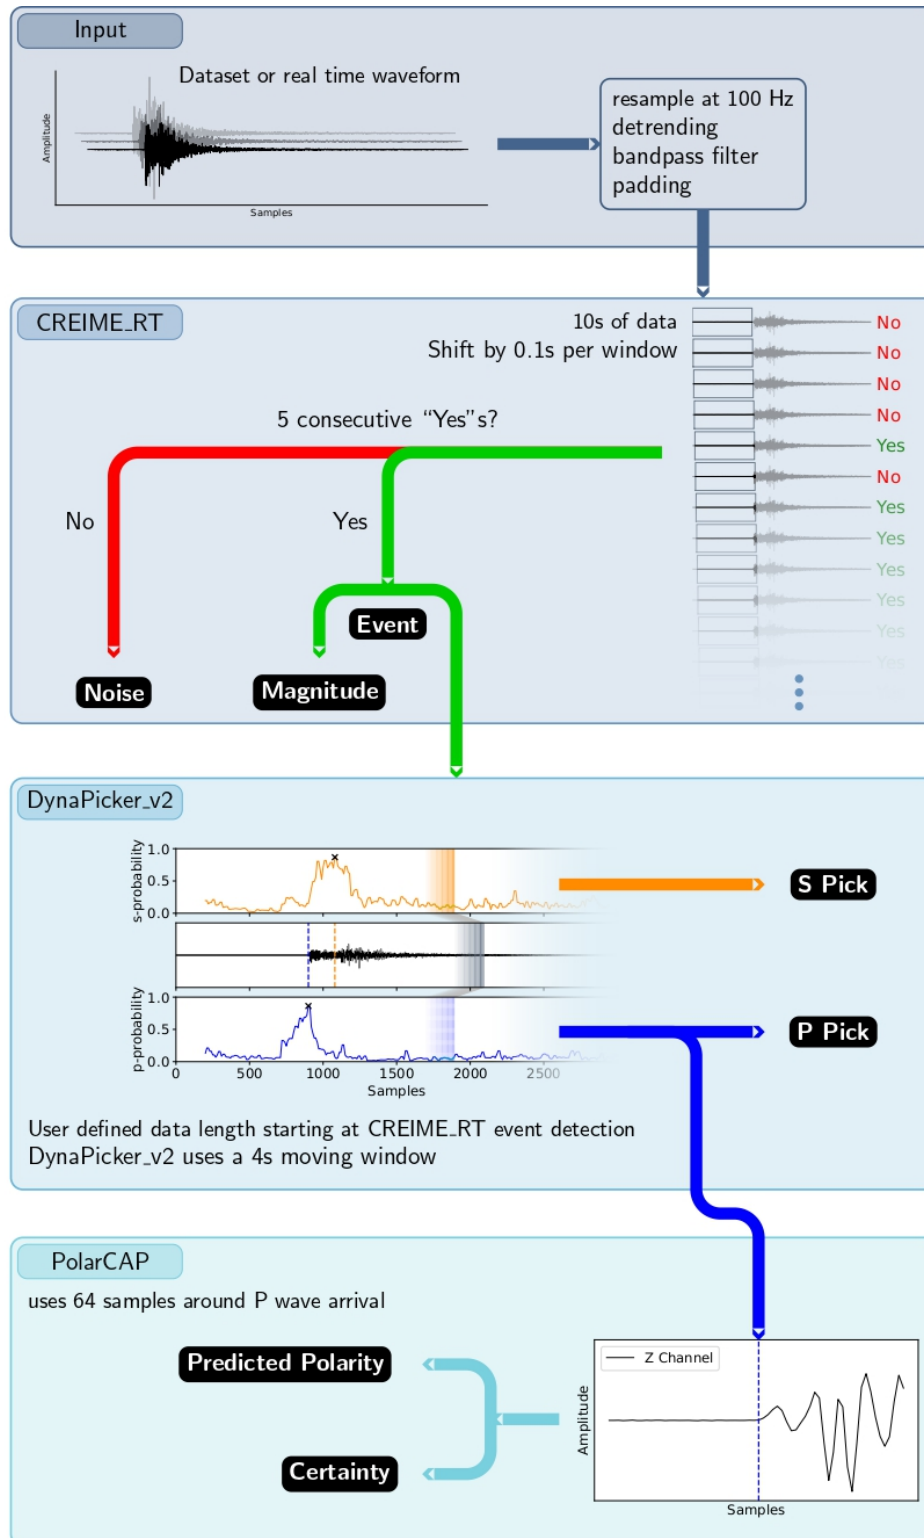 Input
Dataset or real time waveform
Amplitude
Samples
resample at 100 Hz
detrending
bandpass filter
padding
CREIME_RT
10s of data
Shift by 0.1s per window
No
No
No
No
Yes
No
Yes
Yes
Yes
Yes
Yes
Yes
5 consecutive “Yes”s?
No
Yes
Event
Noise
Magnitude
DynaPicker_v2
s-probability
1.0
0.5
0.0
S Pick
p-probability
1.0
0.5
0.0
0 500 1000 1500 2000 2500
Samples
P Pick
User defined data length starting at CREIME_RT event detection
DynaPicker_v2 uses a 4s moving window
PolarCAP
uses 64 samples around P wave arrival
Predicted Polarity
Certainty
Z Channel
Amplitude
Samples